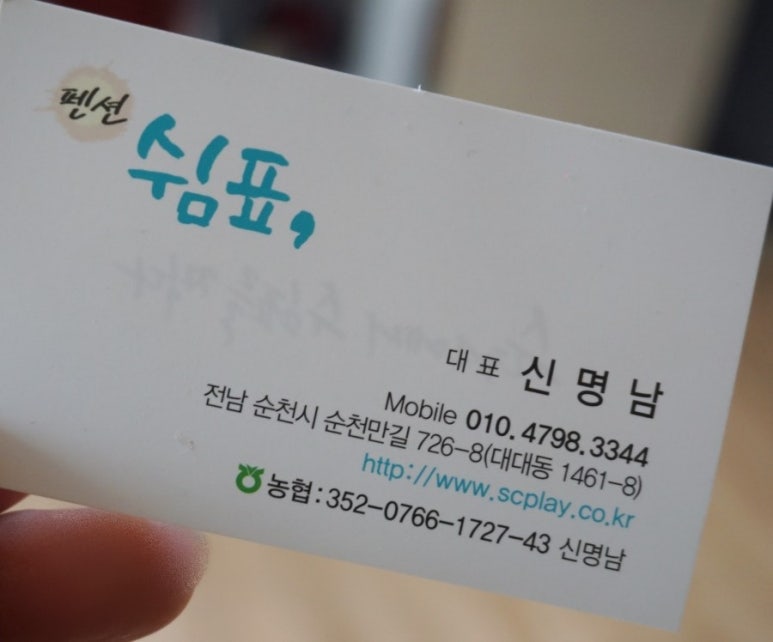 펜션
쉼표,
대표 신명남
Mobile 010.4798.3344
전남 순천시 순천만길 726-8(대대동 1461-8)
http://www.scplay.co.kr
농협:352-0766-1727-43 신명남